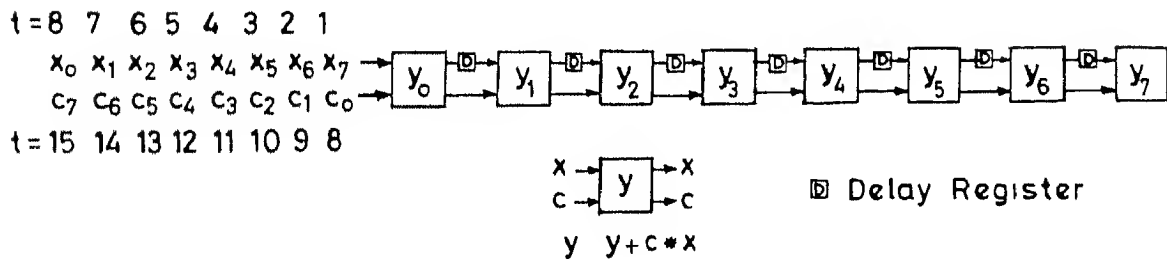 t = 8 7 6 5 4 3 2 1
x₀ x₁ x₂ x₃ x₄ x₅ x₆ x₇
y₀ D y₁ D y₂ D y₃ D y₄ D y₅ D y₆ D y₇
c₇ c₆ c₅ c₄ c₃ c₂ c₁ c₀
t = 15 14 13 12 11 10 9 8
x y x
c c
D Delay Register
y y + c * x